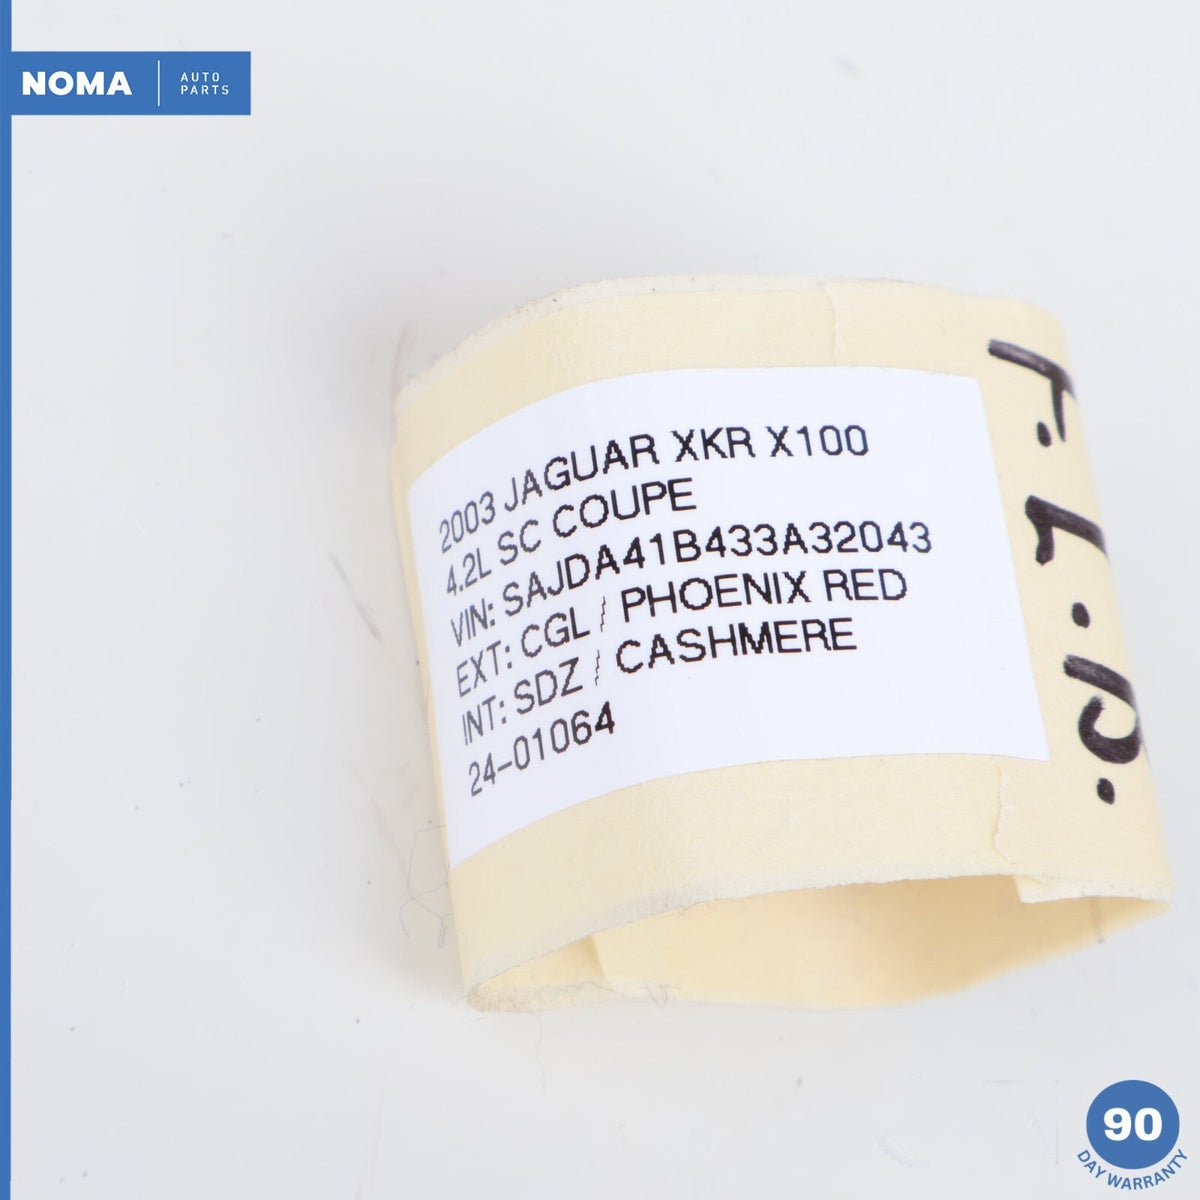 NOMA
AUTO
PARTS
2003 JAGUAR XKR X100
4.2L SC COUPE
VIN: SAJDA41B433A32043
EXT: CGL / PHOENIX RED
INT: SDZ / CASHMERE
24-01064
90
DAY WARRANTY